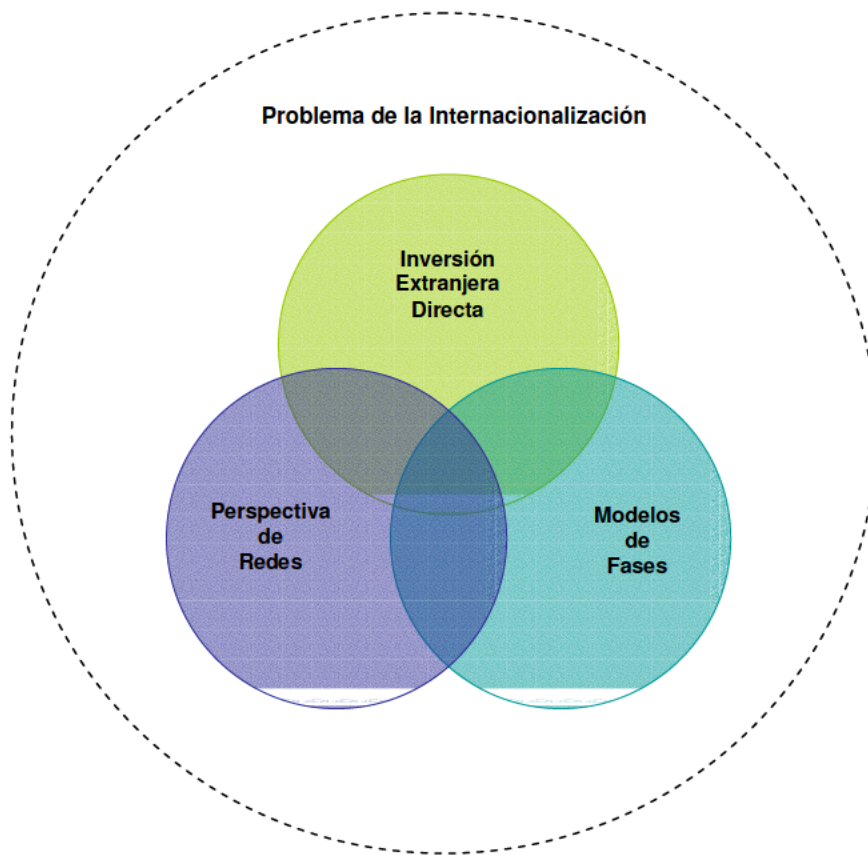 Problema de la Internacionalización
Inversión
Extranjera
Directa
Perspectiva
de
Redes
Modelos
de
Fases